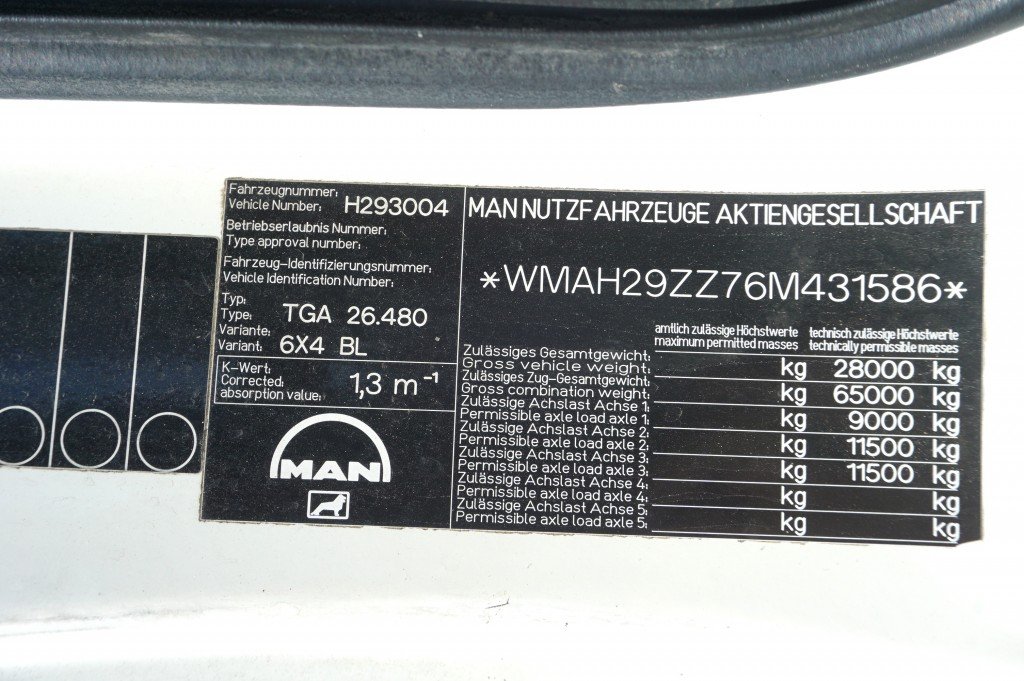 Fahrzeugnummer:
Vehicle Number: H293004
Betriebserlaubnis Nummer:
Type approval number:
Fahrzeug-Identifizierungsnummer:
Vehicle Identification Number:
Typ:
Type: TGA 26.480
Variante:
Variant: 6X4 BL
K-Wert:
Corrected:
absorption value: 1,3 m⁻¹
MAN
MAN NUTZFAHRZEUGE AKTIENGESELLSCHAFT
*WMAH29ZZ76M431586*
amtlich zulässige Höchstwerte technisch zulässige Höchstwerte
maximum permitted masses technically permissible masses
Zulässiges Gesamtgewicht:
Gross vehicle weight: kg 28000 kg
Zulässiges Zug-Gesamtgewicht:
Gross combination weight: kg 65000 kg
Zulässige Achslast Achse 1:
Permissible axle load axle 1: kg 9000 kg
Zulässige Achslast Achse 2:
Permissible axle load axle 2: kg 11500 kg
Zulässige Achslast Achse 3:
Permissible axle load axle 3: kg 11500 kg
Zulässige Achslast Achse 4:
Permissible axle load axle 4: kg kg
Zulässige Achslast Achse 5:
Permissible axle load axle 5: kg kg